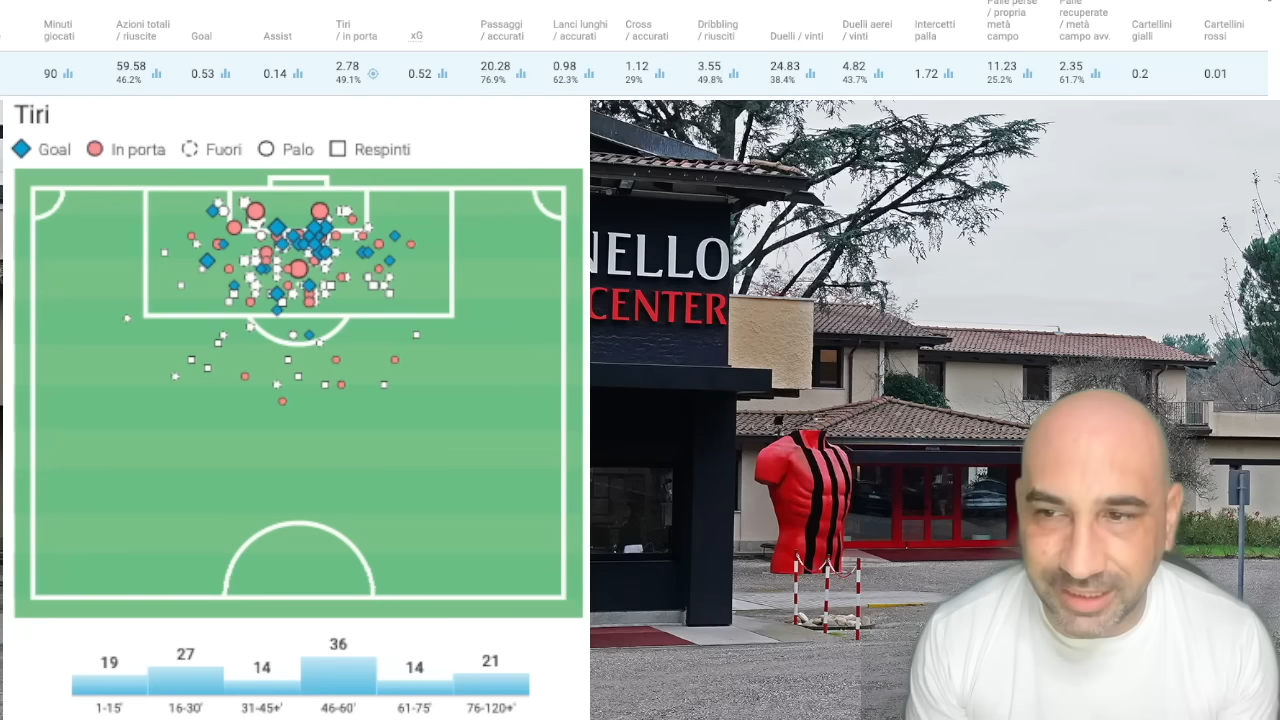 Minuti giocati
Azioni totali / riuscite
Goal
Assist
Tiri / in porta
xG
Passaggi / accurati
Lanci lunghi / accurati
Cross / accurati
Dribbling / riusciti
Duelli / vinti
Duelli aerei / vinti
Intercetti palla
Palle perse / propria metà campo
Palle recuperate / metà campo avv.
Cartellini gialli
Cartellini rossi
90
59.58
46.2%
0.53
0.14
2.78
49.1%
0.52
20.28
76.9%
0.98
62.3%
1.12
29%
3.55
49.8%
24.83
38.4%
4.82
43.7%
1.72
11.23
25.2%
2.35
61.7%
0.2
0.01
Tiri
Goal In porta Fuori Palo Respinti
NELLO
CENTER
19 27 14 36 14 21
1-15' 16-30' 31-45+' 46-60' 61-75' 76-120+'